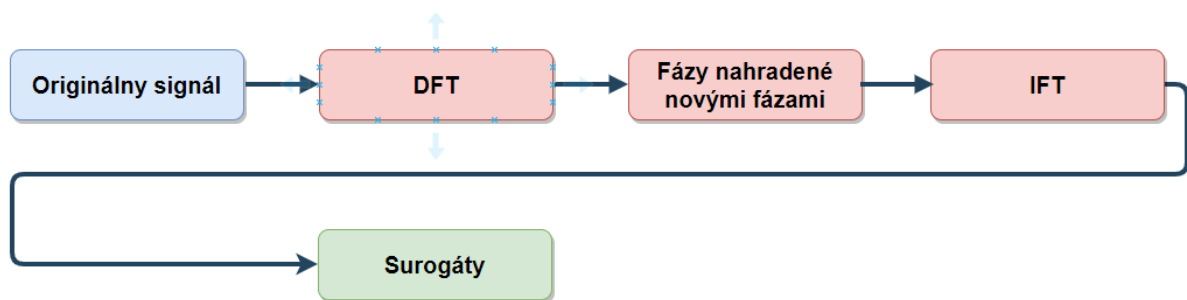 Originálny signál
DFT
Fázy nahradené
novými fázami
IFT
Surogáty